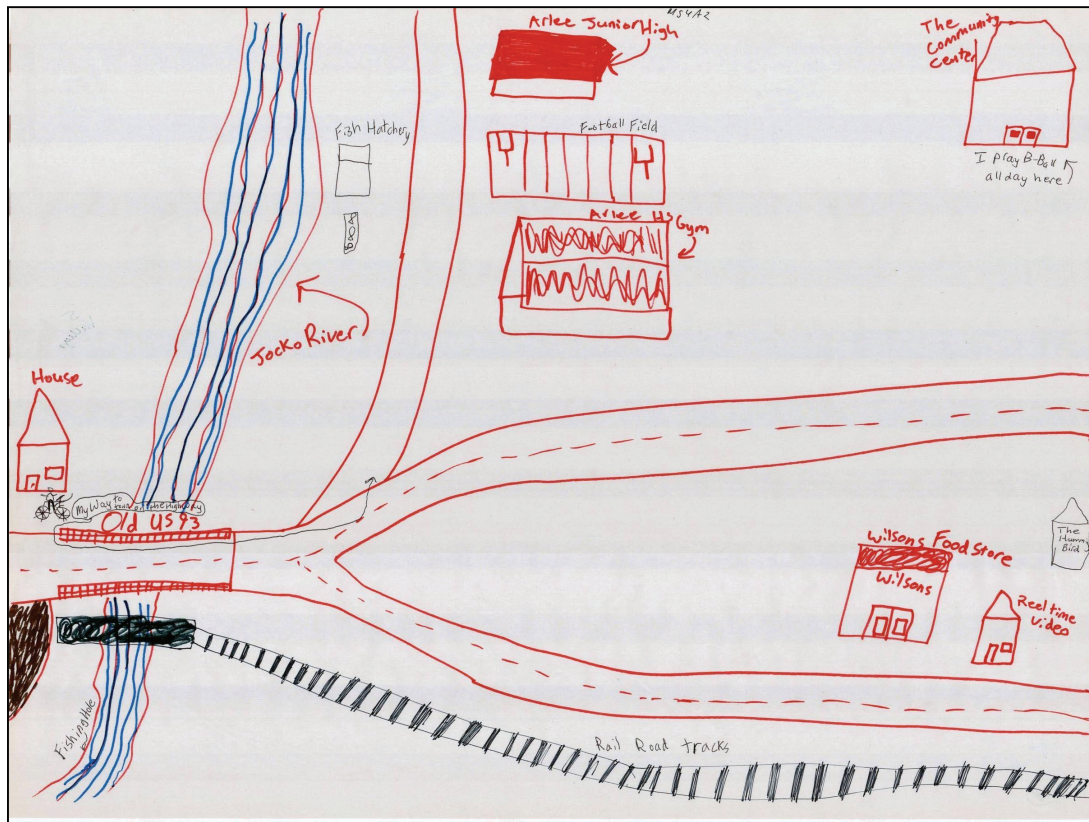 MS4A2
Arlee Junior High
The
Community
Center
Fish Hatchery
Football Field
I pray B-Ball
all day here
Arlee HS
Gym
Jocko River
House
My Way to
Old US 93
Wilsons Food store
Wilsons
The
Bird
Reel time
Video
Fishing Hole
Rail Road tracks